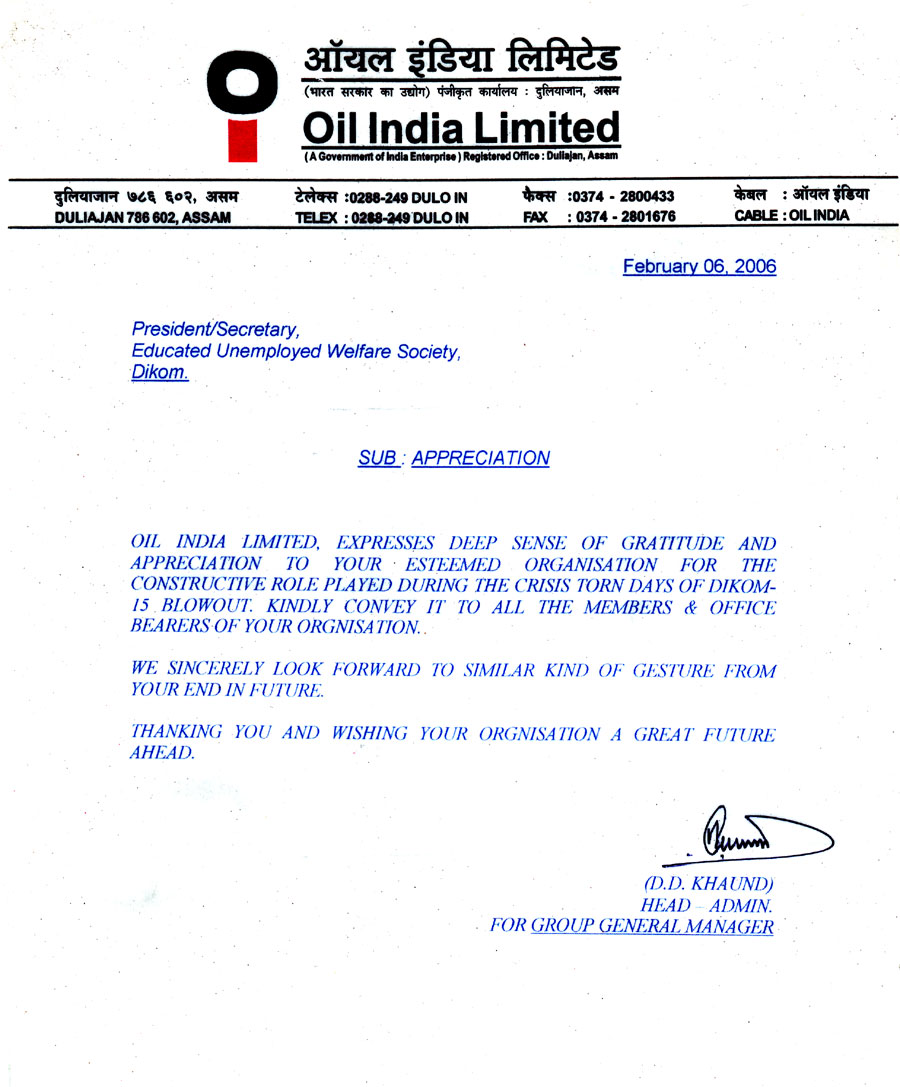 ऑयल इंडिया लिमिटेड
(भारत सरकार का उद्योग) पंजीकृत कार्यालय : दुलियाजान, असम
Oil India Limited
( A Government of India Enterprise ) Registered Office : Duliajan, Assam
दुलियाजान ७८६ ६०२, असम टेलेक्स :0288-249 DULO IN फैक्स :0374 - 2800433 केबल : ऑयल इंडिया
DULIAJAN 786 602, ASSAM TELEX : 0288-249 DULO IN FAX : 0374 - 2801676 CABLE : OIL INDIA
February 06, 2006
President/Secretary,
Educated Unemployed Welfare Society,
Dikom.
SUB : APPRECIATION
OIL INDIA LIMITED, EXPRESSES DEEP SENSE OF GRATITUDE AND
APPRECIATION TO YOUR ESTEEMED ORGANISATION FOR THE
CONSTRUCTIVE ROLE PLAYED DURING THE CRISIS TORN DAYS OF DIKOM-
15 BLOWOUT. KINDLY CONVEY IT TO ALL THE MEMBERS & OFFICE
BEARERS OF YOUR ORGNISATION.
WE SINCERELY LOOK FORWARD TO SIMILAR KIND OF GESTURE FROM
YOUR END IN FUTURE.
THANKING YOU AND WISHING YOUR ORGNISATION A GREAT FUTURE
AHEAD.
(D.D. KHAUND)
HEAD – ADMIN.
FOR GROUP GENERAL MANAGER